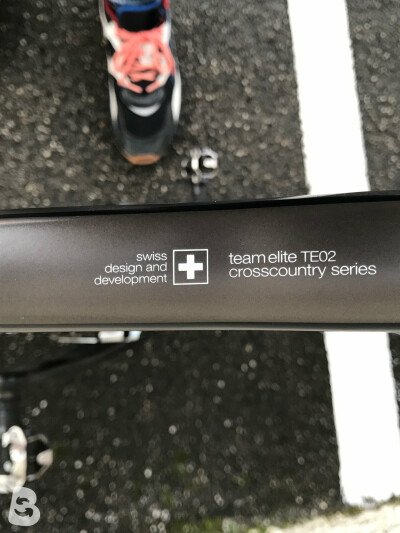 swiss
design and
development
team elite TE02
crosscountry series